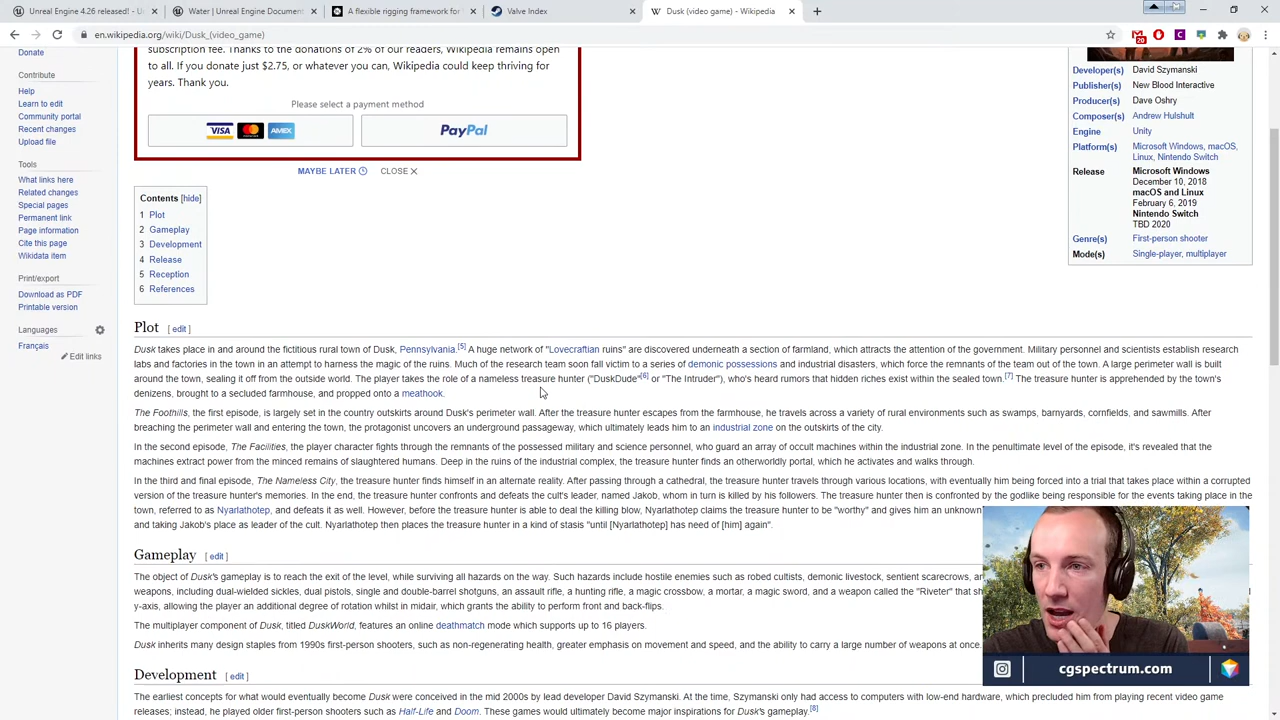 Unreal Engine 4.26 released! - U
Water | Unreal Engine Document
A flexible rigging framework for
Valve Index
Dusk (video game) - Wikipedia
en.wikipedia.org/wiki/Dusk_(video_game)
20
Donate
Contribute
Help
Learn to edit
Community portal
Recent changes
Upload file
Tools
What links here
Related changes
Special pages
Permanent link
Page information
Cite this page
Wikidata item
Print/export
Download as PDF
Printable version
Languages
Français
Edit links
subscription fee. Thanks to the donations of 2% of our readers, Wikipedia remains open
to all. If you donate just $2.75, or whatever you can, Wikipedia could keep thriving for
years. Thank you.
Please select a payment method
VISA AMEX PayPal
MAYBE LATER CLOSE
Contents [hide]
1 Plot
2 Gameplay
3 Development
4 Release
5 Reception
6 References
Developer(s) David Szymanski
Publisher(s) New Blood Interactive
Producer(s) Dave Oshry
Composer(s) Andrew Hulshult
Engine Unity
Platform(s) Microsoft Windows, macOS,
Linux, Nintendo Switch
Release Microsoft Windows
December 10, 2018
macOS and Linux
February 6, 2019
Nintendo Switch
TBD 2020
Genre(s) First-person shooter
Mode(s) Single-player, multiplayer
Plot [ edit ]
Dusk takes place in and around the fictitious rural town of Dusk, Pennsylvania.[5] A huge network of "Lovecraftian ruins" are discovered underneath a section of farmland, which attracts the attention of the government. Military personnel and scientists establish research
labs and factories in the town in an attempt to harness the magic of the ruins. Much of the research team soon fall victim to a series of demonic possessions and industrial disasters, which force the remnants of the team out of the town. A large perimeter wall is built
around the town, sealing it off from the outside world. The player takes the role of a nameless treasure hunter ("DuskDude"[6] or "The Intruder"), who's heard rumors that hidden riches exist within the sealed town.[7] The treasure hunter is apprehended by the town's
denizens, brought to a secluded farmhouse, and propped onto a meathook.
The Foothills, the first episode, is largely set in the country outskirts around Dusk's perimeter wall. After the treasure hunter escapes from the farmhouse, he travels across a variety of rural environments such as swamps, barnyards, cornfields, and sawmills. After
breaching the perimeter wall and entering the town, the protagonist uncovers an underground passageway, which ultimately leads him to an industrial zone on the outskirts of the city.
In the second episode, The Facilities, the player character fights through the remnants of the possessed military and science personnel, who guard an array of occult machines within the industrial zone. In the penultimate level of the episode, it's revealed that the
machines extract power from the minced remains of slaughtered humans. Deep in the ruins of the industrial complex, the treasure hunter finds an otherworldly portal, which he activates and walks through.
In the third and final episode, The Nameless City, the treasure hunter finds himself in an alternate reality. After passing through a cathedral, the treasure hunter travels through various locations, with eventually him being forced into a trial that takes place within a corrupted
version of the treasure hunter's memories. In the end, the treasure hunter confronts and defeats the cult's leader, named Jakob, whom in turn is killed by his followers. The treasure hunter then is confronted by the godlike being responsible for the events taking place in the
town, referred to as Nyarlathotep, and defeats it as well. However, before the treasure hunter is able to deal the killing blow, Nyarlathotep claims the treasure hunter to be "worthy" and gives him an unknown
and taking Jakob's place as leader of the cult. Nyarlathotep then places the treasure hunter in a kind of stasis "until [Nyarlathotep] has need of [him] again".
Gameplay [ edit ]
The object of Dusk's gameplay is to reach the exit of the level, while surviving all hazards on the way. Such hazards include hostile enemies such as robed cultists, demonic livestock, sentient scarecrows,
weapons, including dual-wielded sickles, dual pistols, single and double-barrel shotguns, an assault rifle, a hunting rifle, a magic crossbow, a mortar, a magic sword, and a weapon called the "Riveter" that
y-axis, allowing the player an additional degree of rotation whilst in midair, which grants the ability to perform front and back-flips.
The multiplayer component of Dusk, titled DuskWorld, features an online deathmatch mode which supports up to 16 players.
Dusk inherits many design staples from 1990s first-person shooters, such as non-regenerating health, greater emphasis on movement and speed, and the ability to carry a large number of weapons at once.
Development [ edit ]
The earliest concepts for what would eventually become Dusk were conceived in the mid 2000s by lead developer David Szymanski. At the time, Szymanski only had access to computers with low-end hardware, which precluded him from playing recent video game
releases; instead, he played older first-person shooters such as Half-Life and Doom. These games would ultimately become major inspirations for Dusk's gameplay.[8]
cgspectrum.com